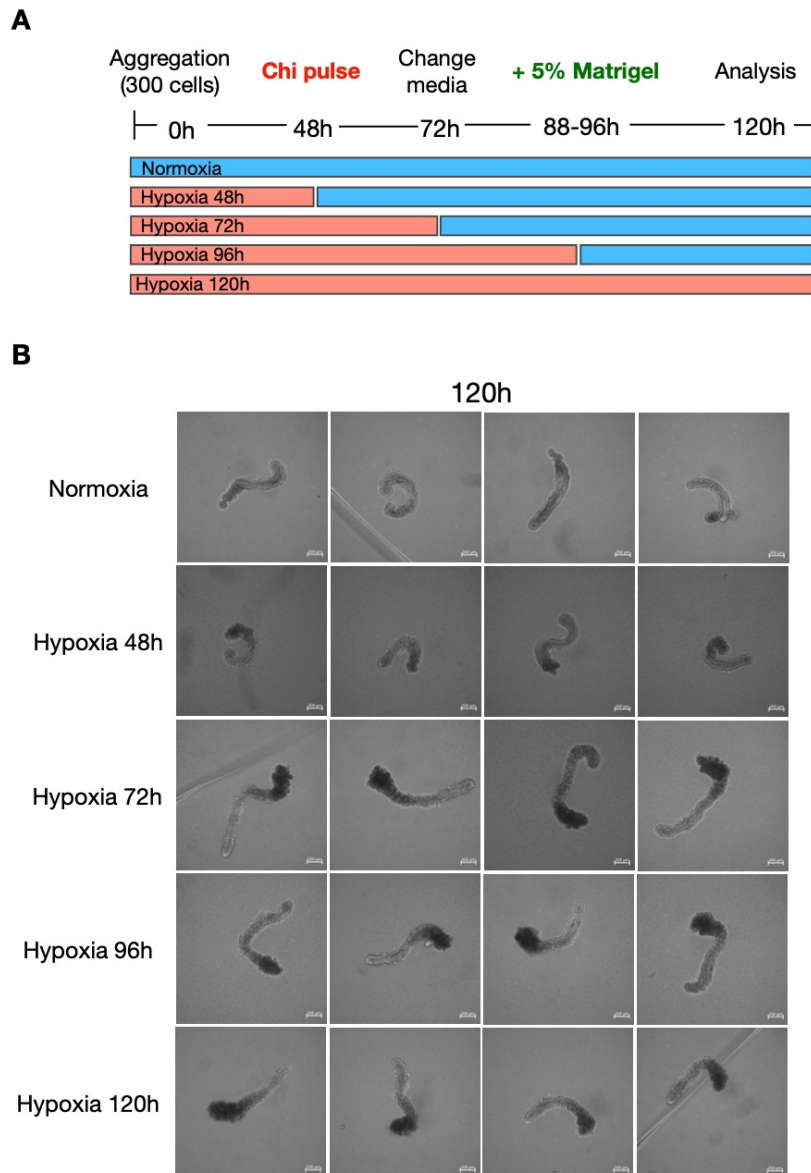 A
Aggregation
(300 cells)
Chi pulse
Change
media
+ 5% Matrigel
Analysis
0h
48h
72h
88-96h
120h
Normoxia
Hypoxia 48h
Hypoxia 72h
Hypoxia 96h
Hypoxia 120h
B
120h
Normoxia
Hypoxia 48h
Hypoxia 72h
Hypoxia 96h
Hypoxia 120h